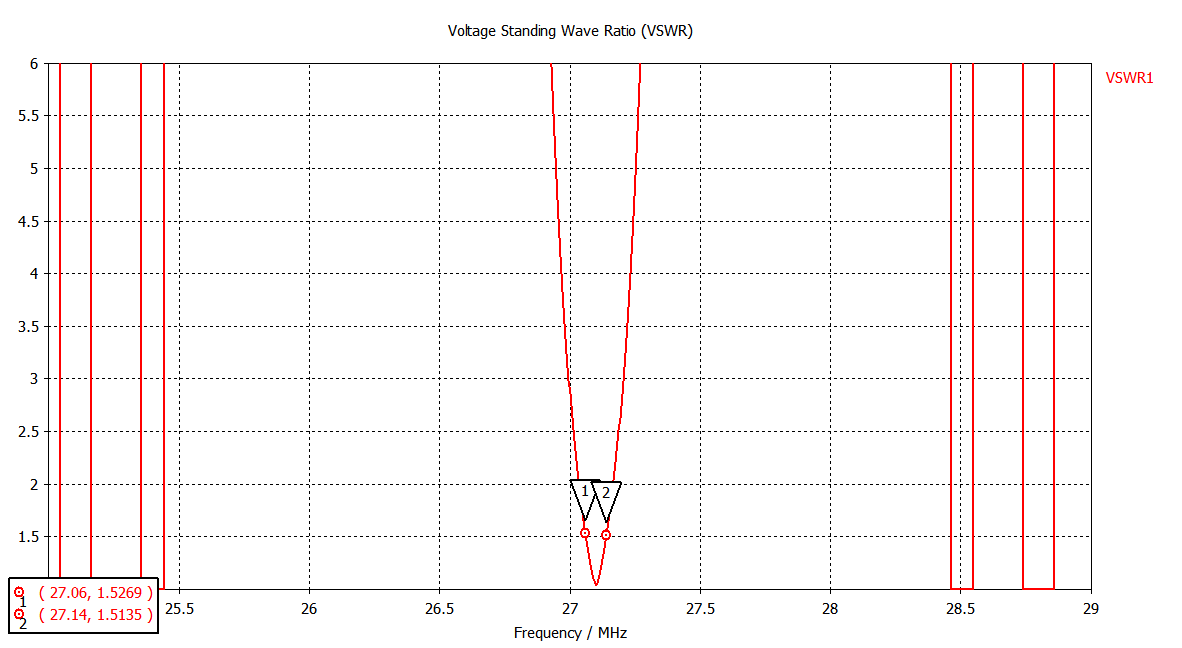 Voltage Standing Wave Ratio (VSWR)
VSWR1
6
5.5
5
4.5
4
3.5
3
2.5
2
1.5
1 2
1 ( 27.06, 1.5269 )
2 ( 27.14, 1.5135 )
25.5 26 26.5 27 27.5 28 28.5 29
Frequency / MHz